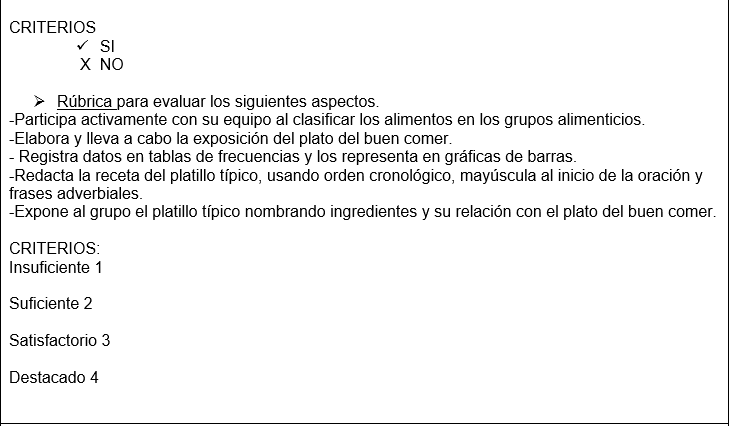 CRITERIOS
✓ SI
X NO
➢ Rúbrica para evaluar los siguientes aspectos.
-Participa activamente con su equipo al clasificar los alimentos en los grupos alimenticios.
-Elabora y lleva a cabo la exposición del plato del buen comer.
- Registra datos en tablas de frecuencias y los representa en gráficas de barras.
-Redacta la receta del platillo típico, usando orden cronológico, mayúscula al inicio de la oración y
frases adverbiales.
-Expone al grupo el platillo típico nombrando ingredientes y su relación con el plato del buen comer.
CRITERIOS:
Insuficiente 1
Suficiente 2
Satisfactorio 3
Destacado 4